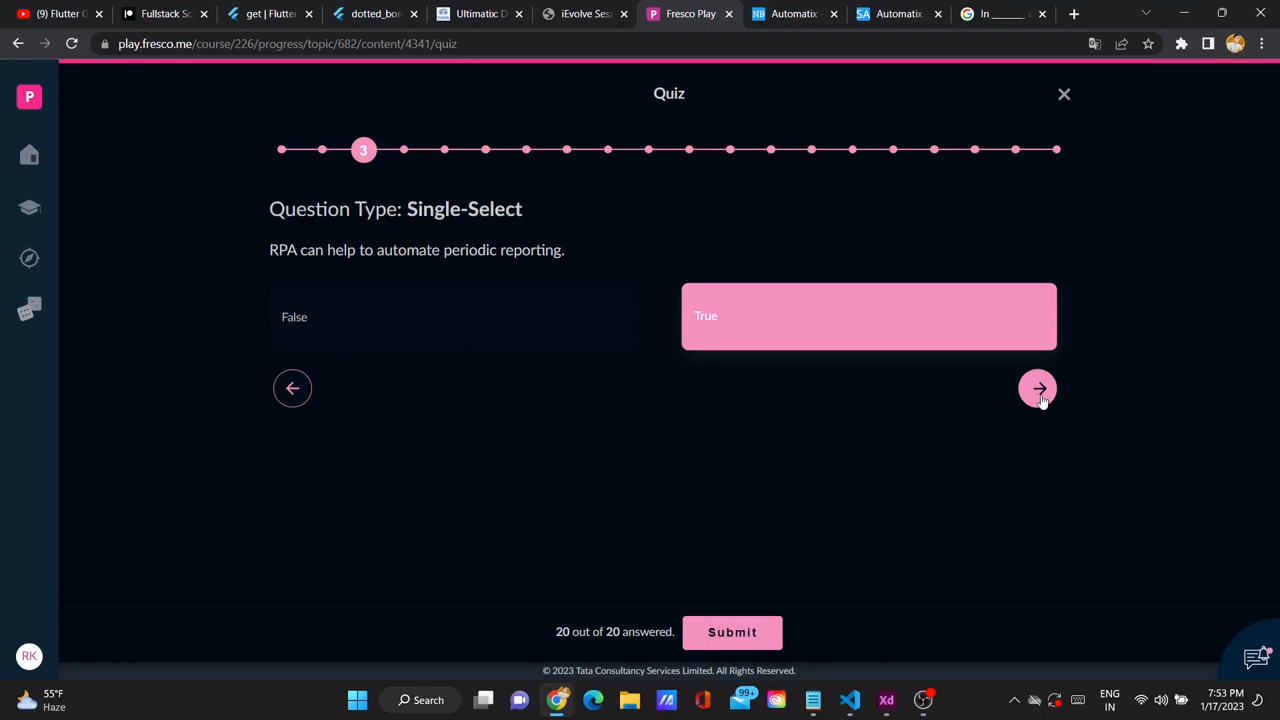 (9) Flutter G
Fullstack Sc
get | Flutter
dotted_bor
Ultimatic D
iEvolve Ses
Fresco Play
Automatix -
Automatix
In ______ c
play.fresco.me/course/226/progress/topic/682/content/4341/quiz
P
Quiz
3
Question Type: Single-Select
RPA can help to automate periodic reporting.
False
True
20 out of 20 answered.
Submit
RK
© 2023 Tata Consultancy Services Limited. All Rights Reserved.
55°F
Haze
Search
99+
Xd
ENG
IN
7:53 PM
1/17/2023